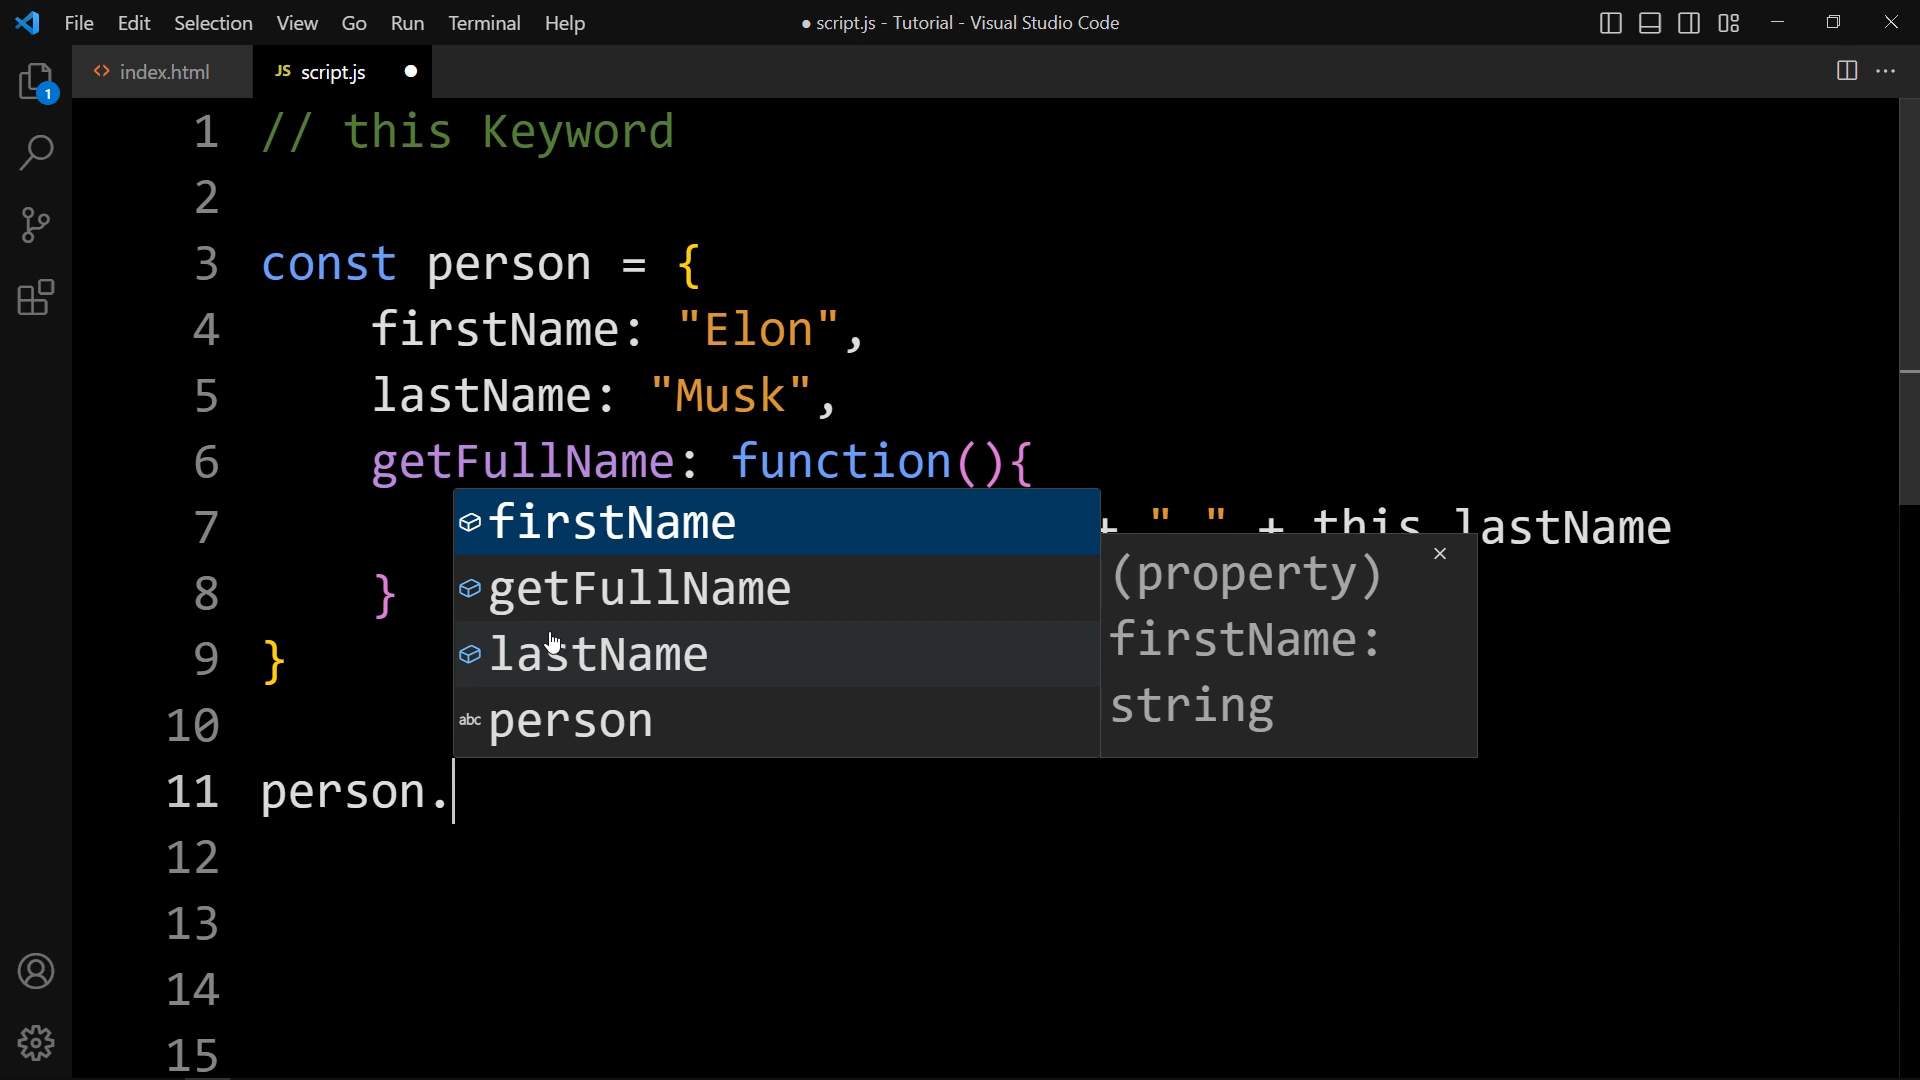 File Edit Selection View Go Run Terminal Help ● script.js - Tutorial - Visual Studio Code
index.html JS script.js
1
1 // this Keyword
2
3 const person = {
4 firstName: "Elon",
5 lastName: "Musk",
6 getFullName: function(){
7 + " " + this.lastName
8 }
9 }
10
11 person.
12
13
14
15
firstName
getFullName
lastName
abc person
(property)
firstName:
string